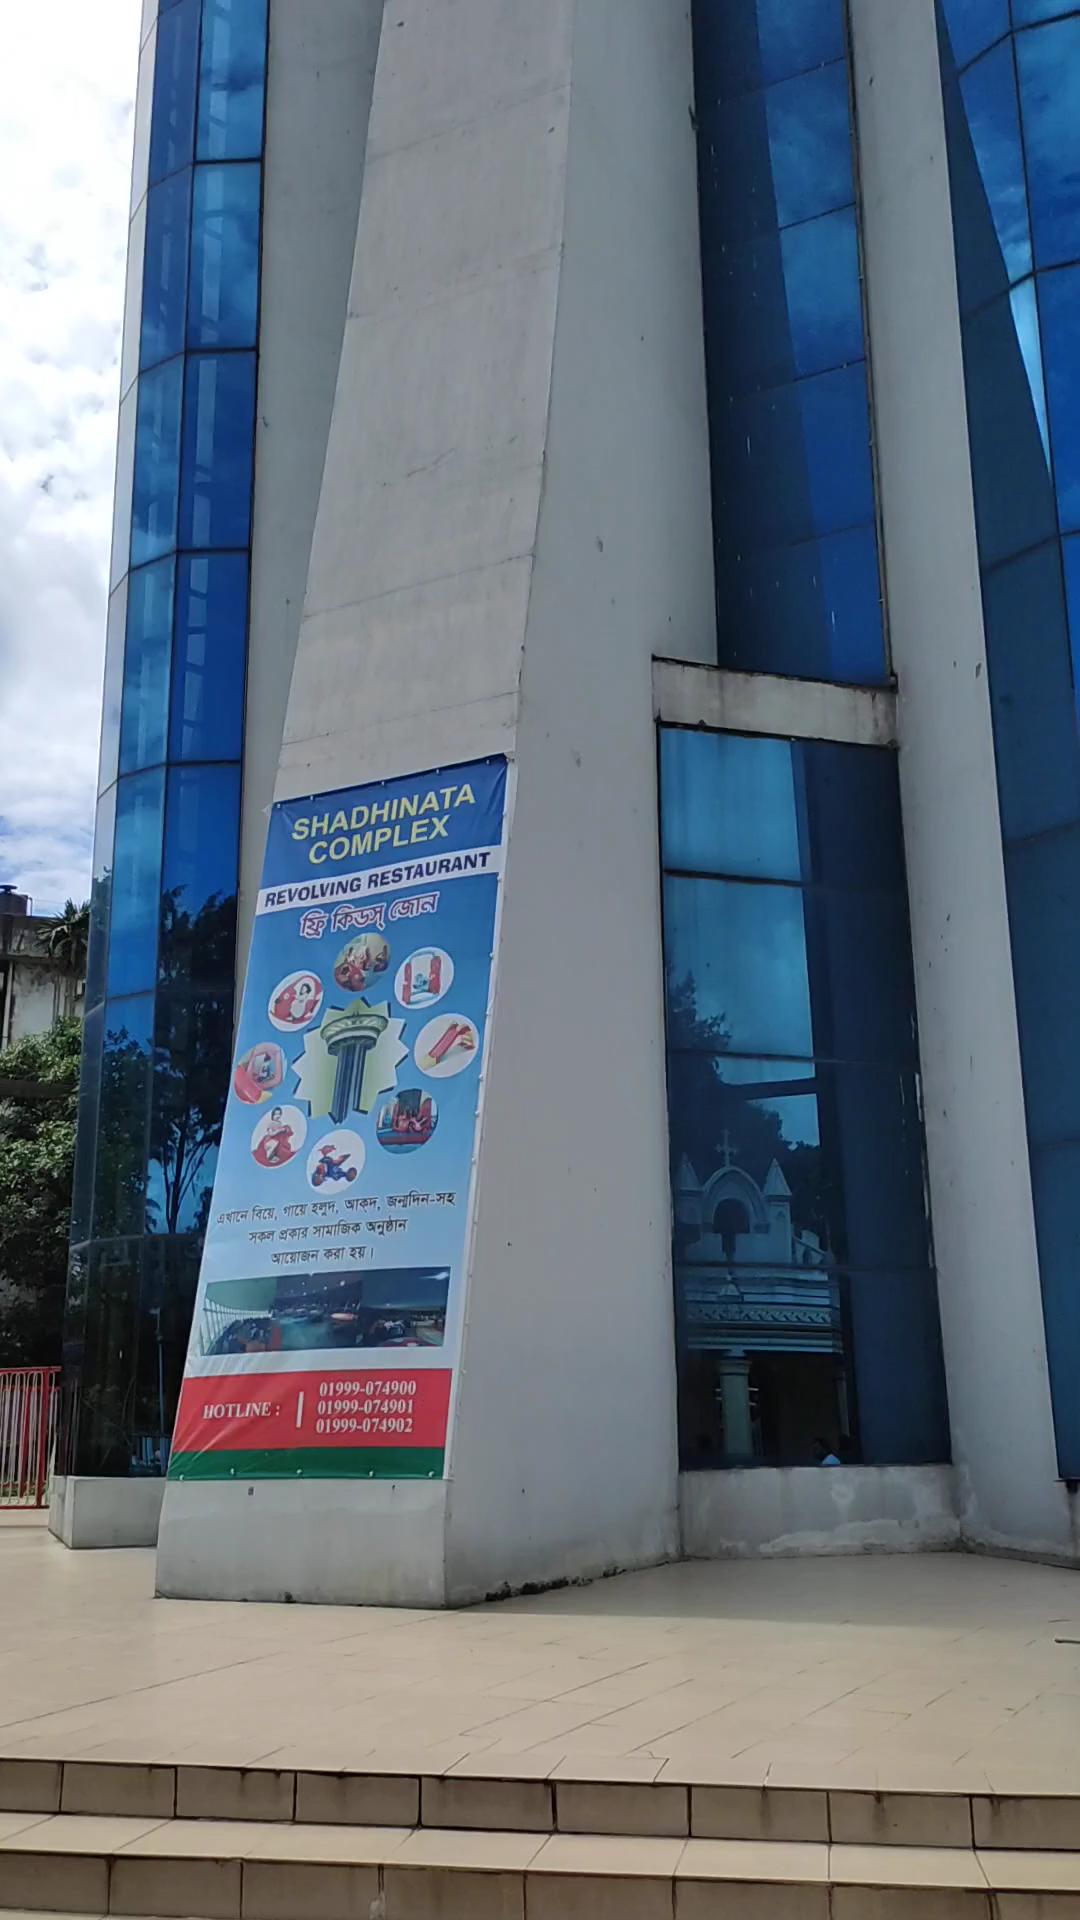 SHADHINATA
COMPLEX
REVOLVING RESTAURANT
ফ্রি কিডস্ জোন
এখানে বিয়ে, গায়ে হলুদ, আকদ, জন্মদিন-সহ
সকল প্রকার সামাজিক অনুষ্ঠান
আয়োজন করা হয়।
HOTLINE :
01999-074900
01999-074901
01999-074902